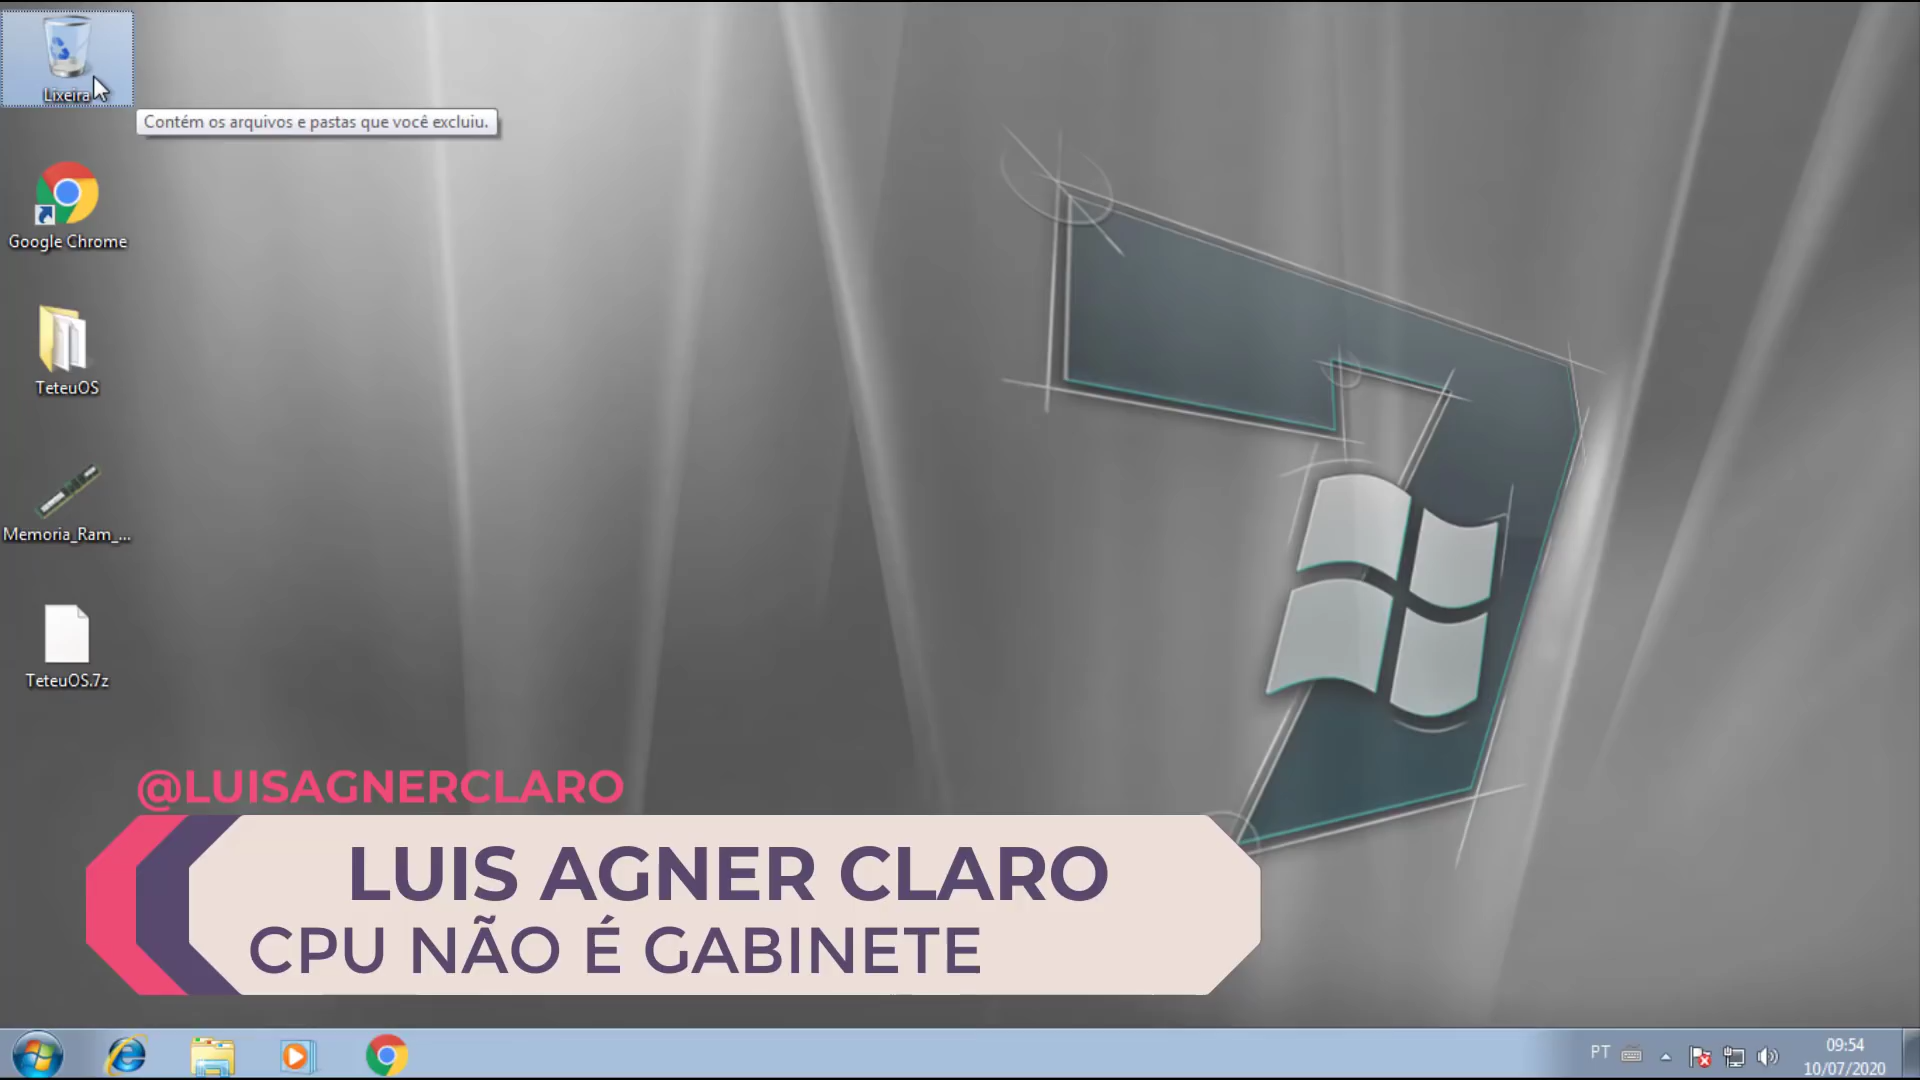 Lixeira
Contém os arquivos e pastas que você excluiu.
Google Chrome
TeteuOS
Memoria_Ram_...
TeteuOS.7z
@LUISAGNERCLARO
LUIS AGNER CLARO
CPU NÃO É GABINETE
PT
09:54
10/07/2020